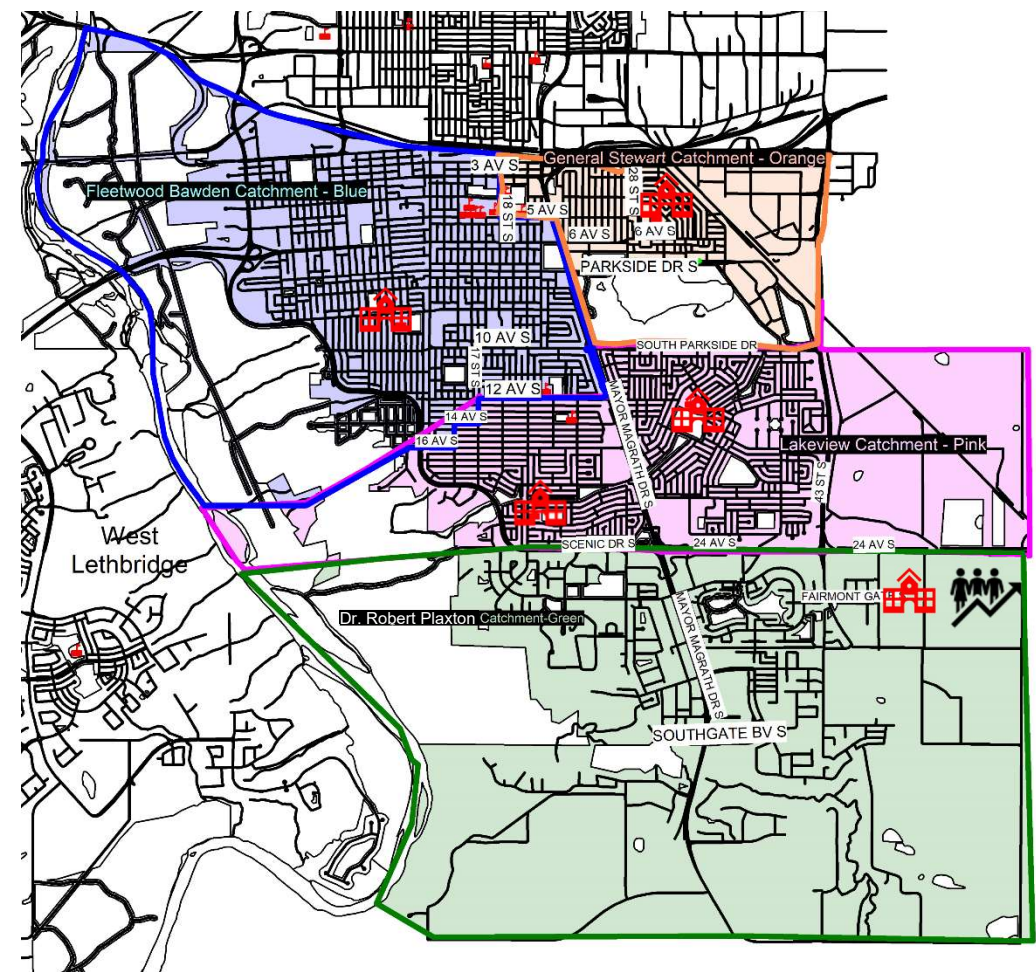 General Stewart Catchment - Orange
3 AV S
28 ST S
Fleetwood Bawden Catchment - Blue
18 ST S
5 AV S
6 AV S
6 AV S
PARKSIDE DR S
10 AV S
SOUTH PARKSIDE DR
17 ST S
12 AV S
14 AV S
16 AV S
MAYOR MAGRATH DR S
Lakeview Catchment - Pink
43 ST S
West
Lethbridge
SCENIC DR S
24 AV S
24 AV S
FAIRMONT GATE
Dr. Robert Plaxton Catchment-Green
MAYOR MAGRATH DR S
SOUTHGATE BV S